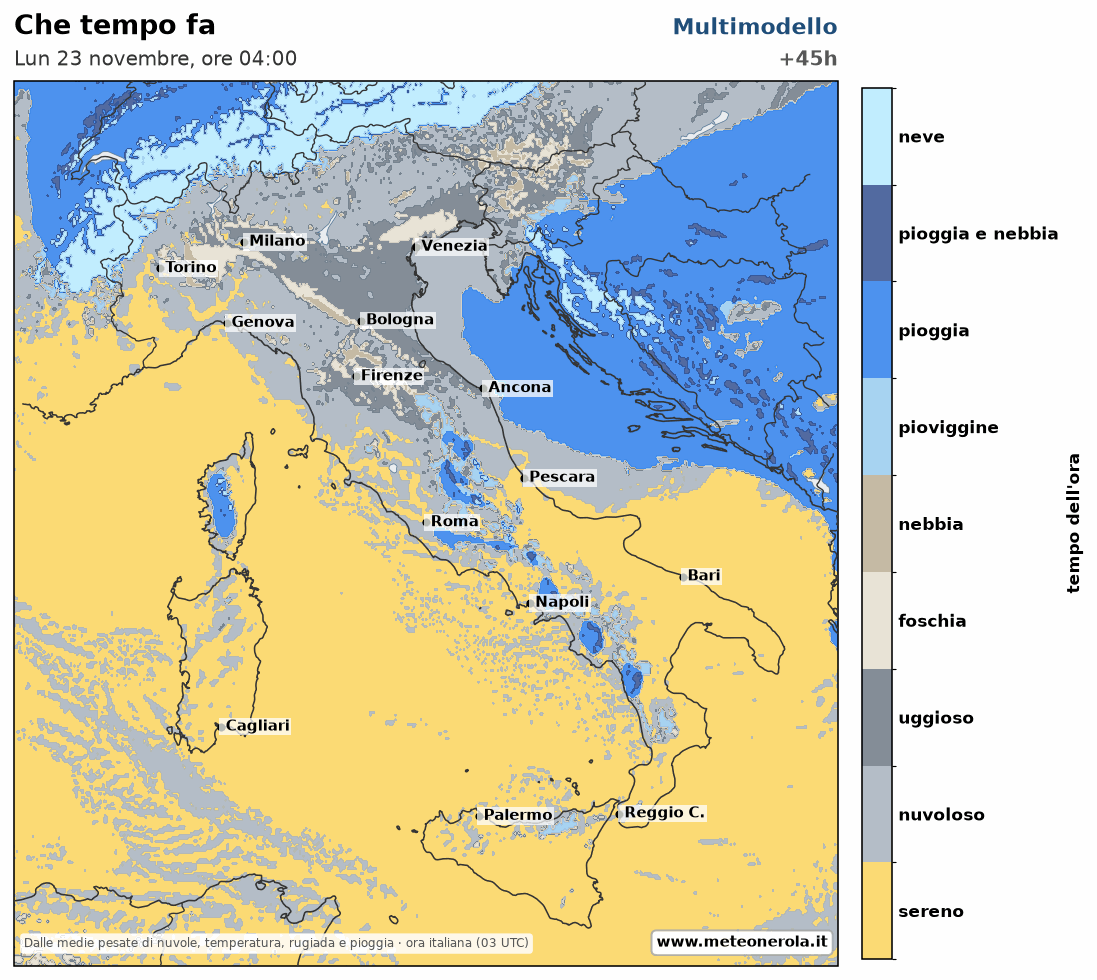 Che tempo fa
Multimodello
Lun 23 novembre, ore 04:00
+45h
neve
pioggia e nebbia
pioggia
pioviggine
nebbia
foschia
uggioso
nuvoloso
sereno
tempo dell'ora
Milano
Venezia
Torino
Genova
Bologna
Firenze
Ancona
Pescara
Roma
Bari
Napoli
Cagliari
Palermo
Reggio C.
Dalle medie pesate di nuvole, temperatura, rugiada e pioggia · ora italiana (03 UTC)
www.meteonerola.it